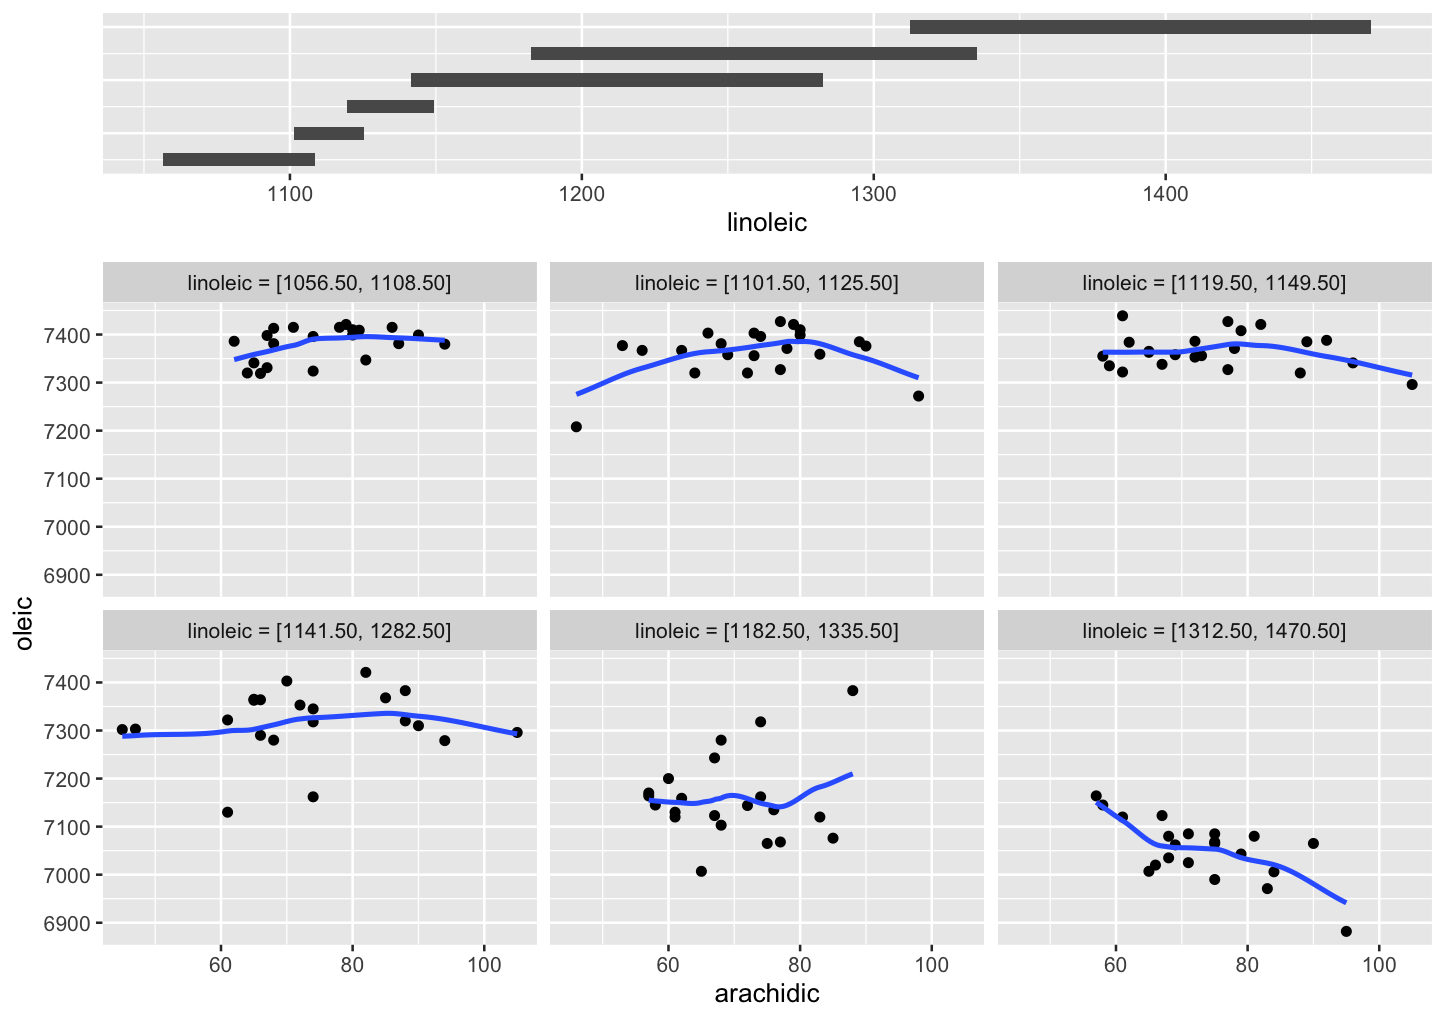 1100 1200 1300 1400
linoleic
linoleic = [1056.50, 1108.50] linoleic = [1101.50, 1125.50] linoleic = [1119.50, 1149.50]
7400
7300
7200
7100
7000
6900
oleic
linoleic = [1141.50, 1282.50] linoleic = [1182.50, 1335.50] linoleic = [1312.50, 1470.50]
7400
7300
7200
7100
7000
6900
60 80 100 60 80 100 60 80 100
arachidic